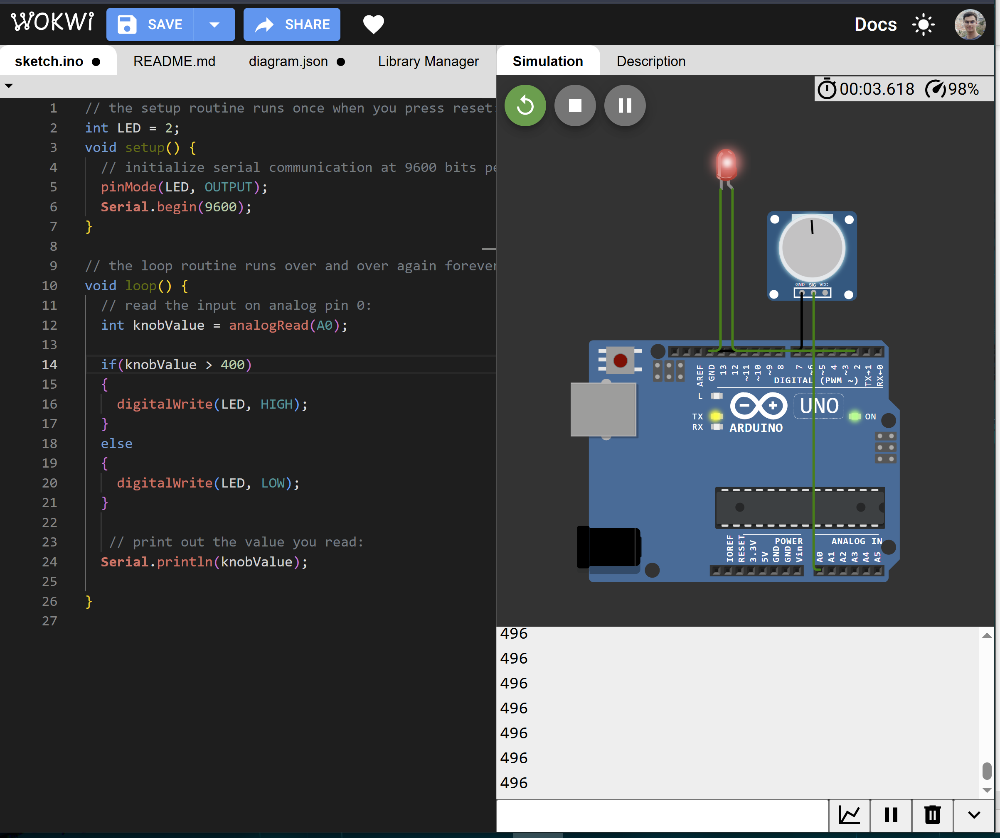 WOKWi
SAVE
SHARE
Docs
sketch.ino
README.md
diagram.json
Library Manager
Simulation
Description
00:03.618
98%
1 // the setup routine runs once when you press reset:
2 int LED = 2;
3 void setup() {
4 // initialize serial communication at 9600 bits
5 pinMode(LED, OUTPUT);
6 Serial.begin(9600);
7 }
8
9 // the loop routine runs over and over again forever
10 void loop() {
11 // read the input on analog pin 0:
12 int knobValue = analogRead(A0);
13
14 if(knobValue > 400)
15 {
16 digitalWrite(LED, HIGH);
17 }
18 else
19 {
20 digitalWrite(LED, LOW);
21 }
22
23 // print out the value you read:
24 Serial.println(knobValue);
25
26 }
27
GND SIG VCC
AREF GND 13 12 ~11 ~10 ~9 8 7 ~6 ~5 4 ~3 2 TX→1 RX←0
DIGITAL (PWM ~)
L
TX
RX
UNO
ARDUINO
ON
POWER
ANALOG IN
IOREF RESET 3.3V 5V GND GND Vin A0 A1 A2 A3 A4 A5
496
496
496
496
496
496
496